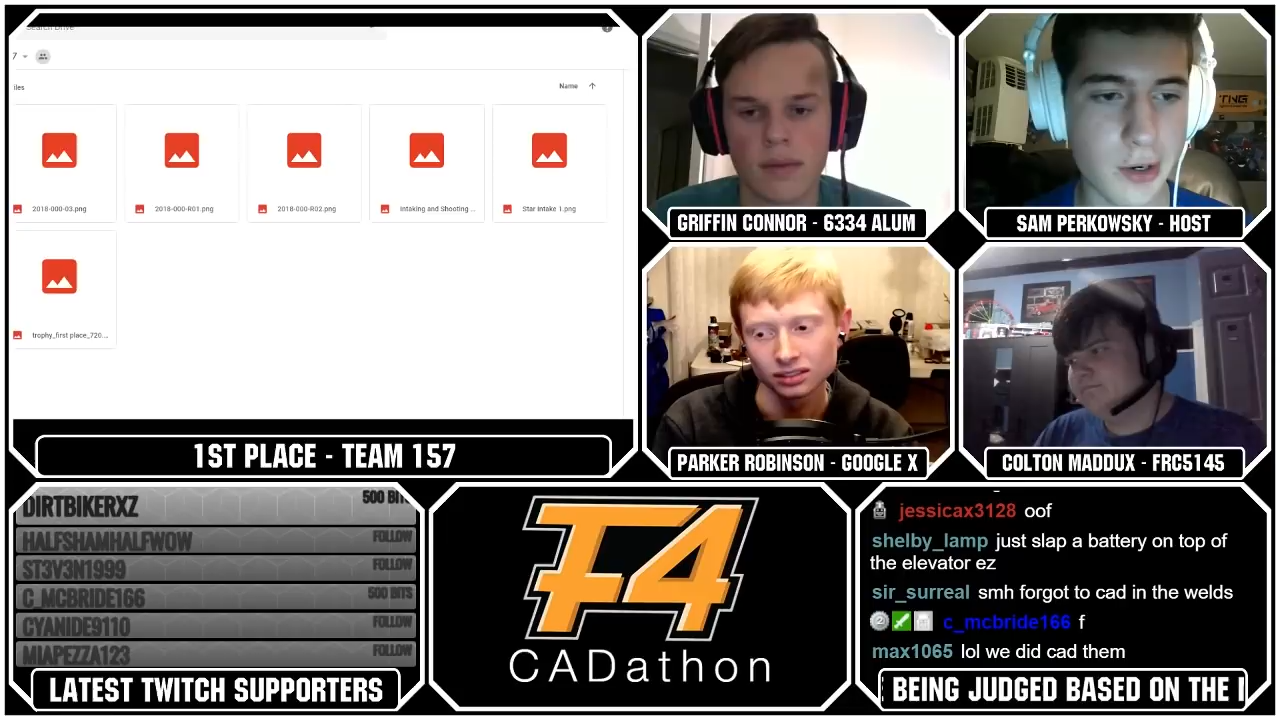 Search Drive
7
iles
Name
2018-000-03.png
2018-000-R01.png
2018-000-R02.png
Intaking and Shooting ...
Star Intake 1.png
trophy_first place_720...
1ST PLACE - TEAM 157
GRIFFIN CONNOR - 6334 ALUM
SAM PERKOWSKY - HOST
PARKER ROBINSON - GOOGLE X
COLTON MADDUX - FRC5145
DIRTBIKERXZ 500 BITS
HALFSHAMHALFWOW FOLLOW
ST3V3N1999 FOLLOW
C_MCBRIDE166 500 BITS
CYANIDE9110 FOLLOW
MIAPEZZA123 FOLLOW
LATEST TWITCH SUPPORTERS
F4
CADathon
jessicax3128 oof
shelby_lamp just slap a battery on top of
the elevator ez
sir_surreal smh forgot to cad in the welds
c_mcbride166 f
max1065 lol we did cad them
BEING JUDGED BASED ON THE